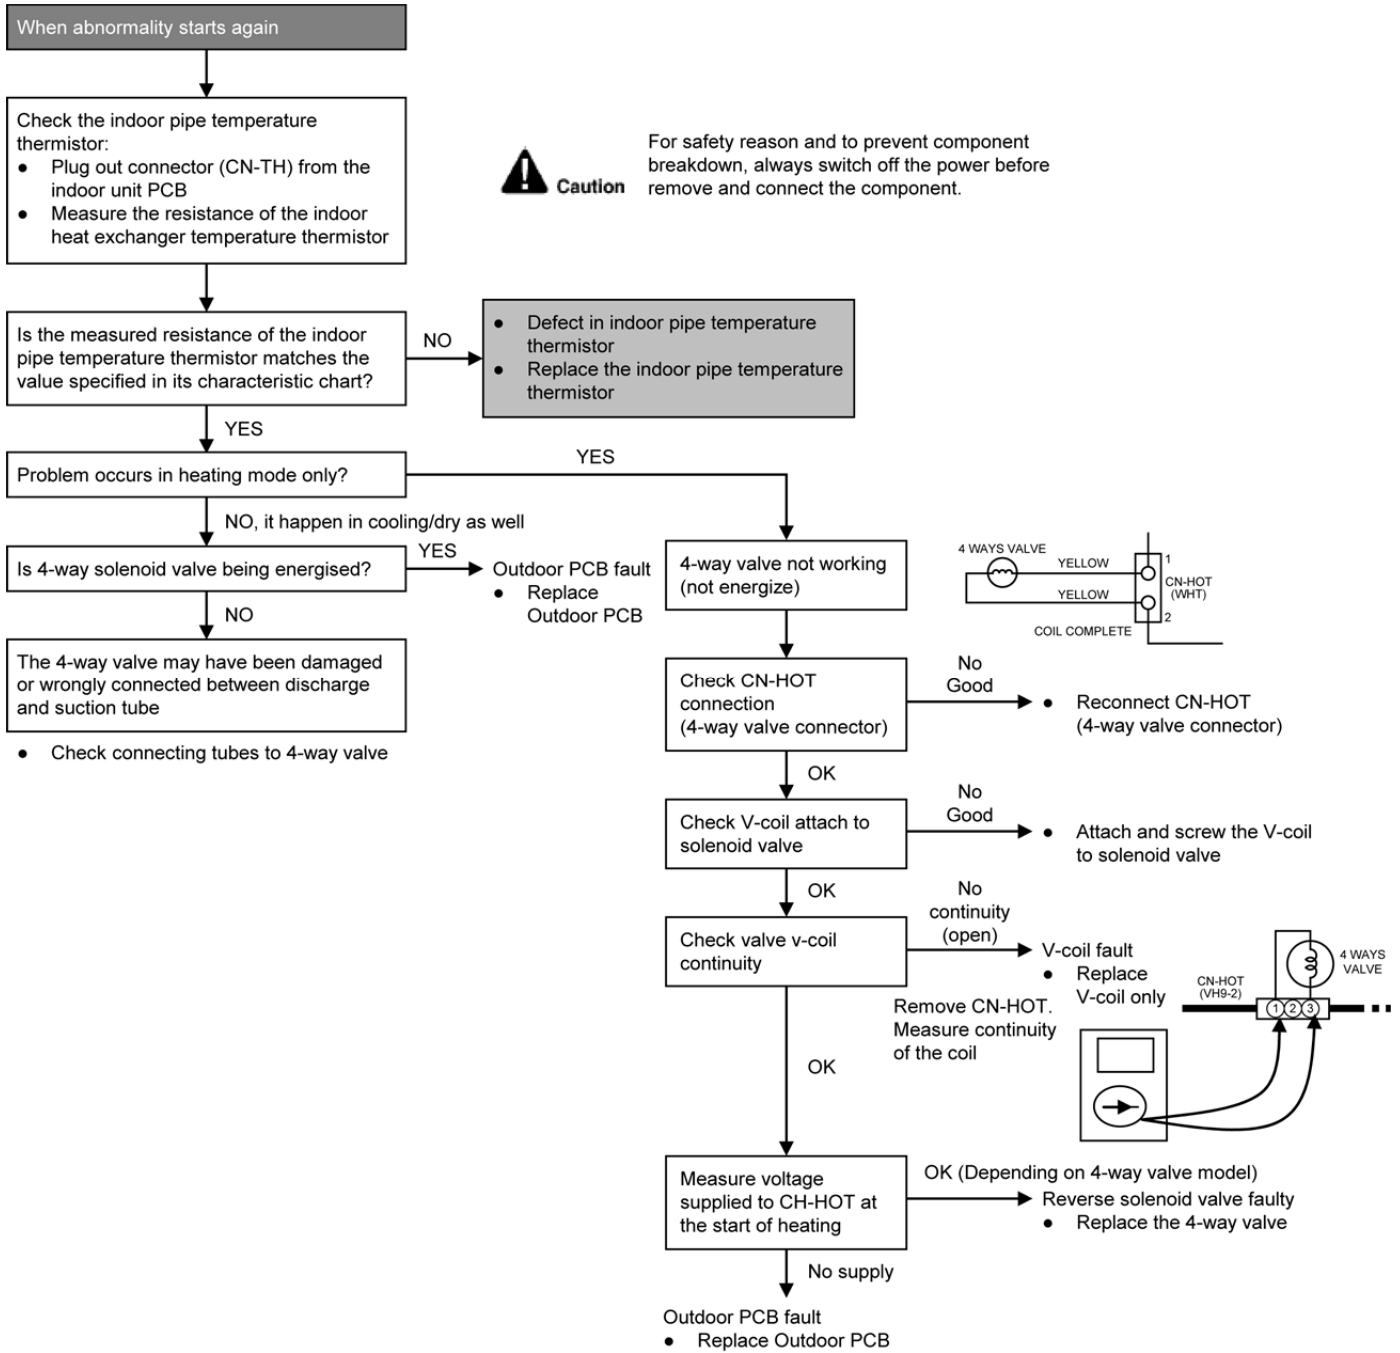 When abnormality starts again
Check the indoor pipe temperature
thermistor:
● Plug out connector (CN-TH) from the
indoor unit PCB
● Measure the resistance of the indoor
heat exchanger temperature thermistor
Caution
For safety reason and to prevent component
breakdown, always switch off the power before
remove and connect the component.
Is the measured resistance of the indoor
pipe temperature thermistor matches the
value specified in its characteristic chart?
NO
● Defect in indoor pipe temperature
thermistor
● Replace the indoor pipe temperature
thermistor
YES
Problem occurs in heating mode only?
YES
NO, it happen in cooling/dry as well
Is 4-way solenoid valve being energised?
YES
Outdoor PCB fault
● Replace
Outdoor PCB
NO
The 4-way valve may have been damaged
or wrongly connected between discharge
and suction tube
● Check connecting tubes to 4-way valve
4-way valve not working
(not energize)
4 WAYS VALVE
YELLOW
YELLOW
1
CN-HOT
(WHT)
2
COIL COMPLETE
Check CN-HOT
connection
(4-way valve connector)
No
Good
● Reconnect CN-HOT
(4-way valve connector)
OK
Check V-coil attach to
solenoid valve
No
Good
● Attach and screw the V-coil
to solenoid valve
OK
Check valve v-coil
continuity
No
continuity
(open)
V-coil fault
● Replace
V-coil only
Remove CN-HOT.
Measure continuity
of the coil
4 WAYS
VALVE
CN-HOT
(VH9-2)
1 2 3
OK
Measure voltage
supplied to CH-HOT at
the start of heating
OK (Depending on 4-way valve model)
Reverse solenoid valve faulty
● Replace the 4-way valve
No supply
Outdoor PCB fault
● Replace Outdoor PCB